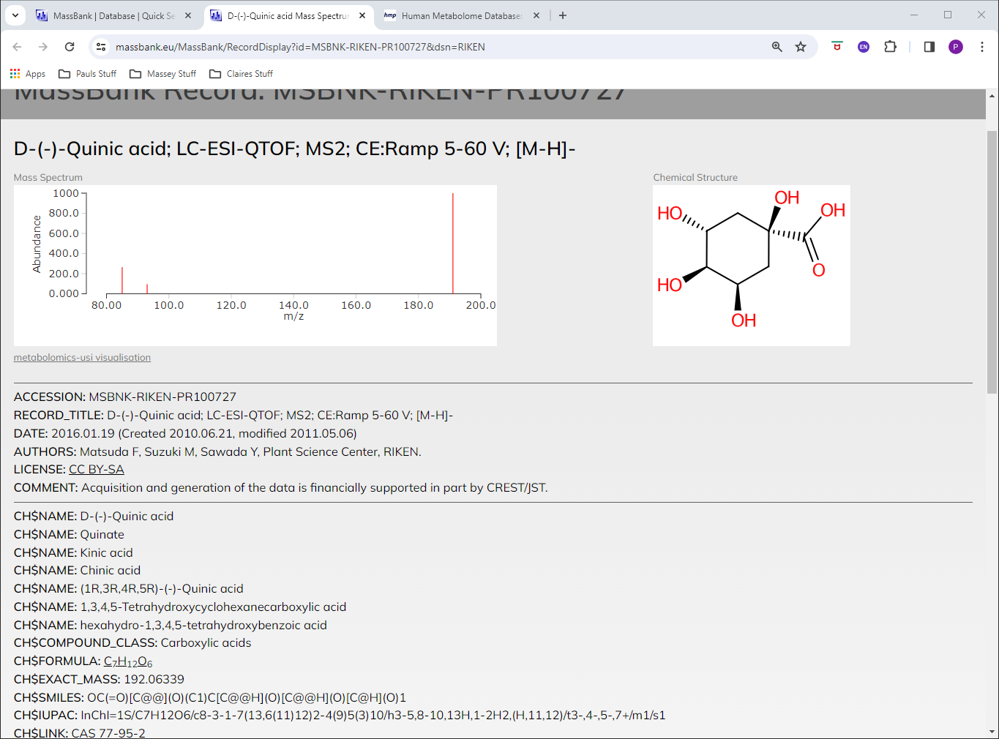 MassBank | Database | Quick Se
D-(-)-Quinic acid Mass Spectru
hmp Human Metabolome Database:
massbank.eu/MassBank/RecordDisplay?id=MSBNK-RIKEN-PR100727&dsn=RIKEN
EN
P
Apps
Pauls Stuff
Massey Stuff
Claires Stuff
MassBank Record: MSBNK-RIKEN-PR100727
D-(-)-Quinic acid; LC-ESI-QTOF; MS2; CE:Ramp 5-60 V; [M-H]-
Mass Spectrum
Chemical Structure
1000
800.0
600.0
400.0
200.0
0.000
Abundance
80.00 100.0 120.0 140.0 160.0 180.0 200.0
m/z
OH
HO
OH
O
HO
OH
metabolomics-usi visualisation
ACCESSION: MSBNK-RIKEN-PR100727
RECORD_TITLE: D-(-)-Quinic acid; LC-ESI-QTOF; MS2; CE:Ramp 5-60 V; [M-H]-
DATE: 2016.01.19 (Created 2010.06.21, modified 2011.05.06)
AUTHORS: Matsuda F, Suzuki M, Sawada Y, Plant Science Center, RIKEN.
LICENSE: CC BY-SA
COMMENT: Acquisition and generation of the data is financially supported in part by CREST/JST.
CH$NAME: D-(-)-Quinic acid
CH$NAME: Quinate
CH$NAME: Kinic acid
CH$NAME: Chinic acid
CH$NAME: (1R,3R,4R,5R)-(-)-Quinic acid
CH$NAME: 1,3,4,5-Tetrahydroxycyclohexanecarboxylic acid
CH$NAME: hexahydro-1,3,4,5-tetrahydroxybenzoic acid
CH$COMPOUND_CLASS: Carboxylic acids
CH$FORMULA: C7H12O6
CH$EXACT_MASS: 192.06339
CH$SMILES: OC(=O)[C@@](O)(C1)C[C@@H](O)[C@@H](O)[C@H](O)1
CH$IUPAC: InChI=1S/C7H12O6/c8-3-1-7(13,6(11)12)2-4(9)5(3)10/h3-5,8-10,13H,1-2H2,(H,11,12)/t3-,4-,5-,7+/m1/s1
CH$LINK: CAS 77-95-2